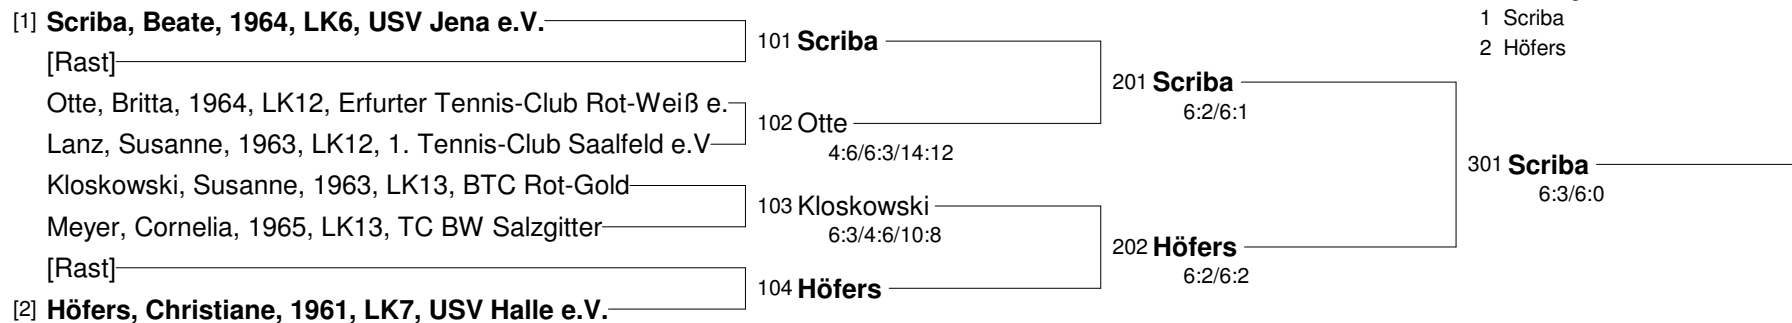 [1] Scriba, Beate, 1964, LK6, USV Jena e.V.
[Rast]
Otte, Britta, 1964, LK12, Erfurter Tennis-Club Rot-Weiß e.
Lanz, Susanne, 1963, LK12, 1. Tennis-Club Saalfeld e.V
Kloskowski, Susanne, 1963, LK13, BTC Rot-Gold
Meyer, Cornelia, 1965, LK13, TC BW Salzgitter
[Rast]
[2] Höfers, Christiane, 1961, LK7, USV Halle e.V.
101 Scriba
102 Otte
4:6/6:3/14:12
103 Kloskowski
6:3/4:6/10:8
104 Höfers
201 Scriba
6:2/6:1
202 Höfers
6:2/6:2
301 Scriba
6:3/6:0
1 Scriba
2 Höfers